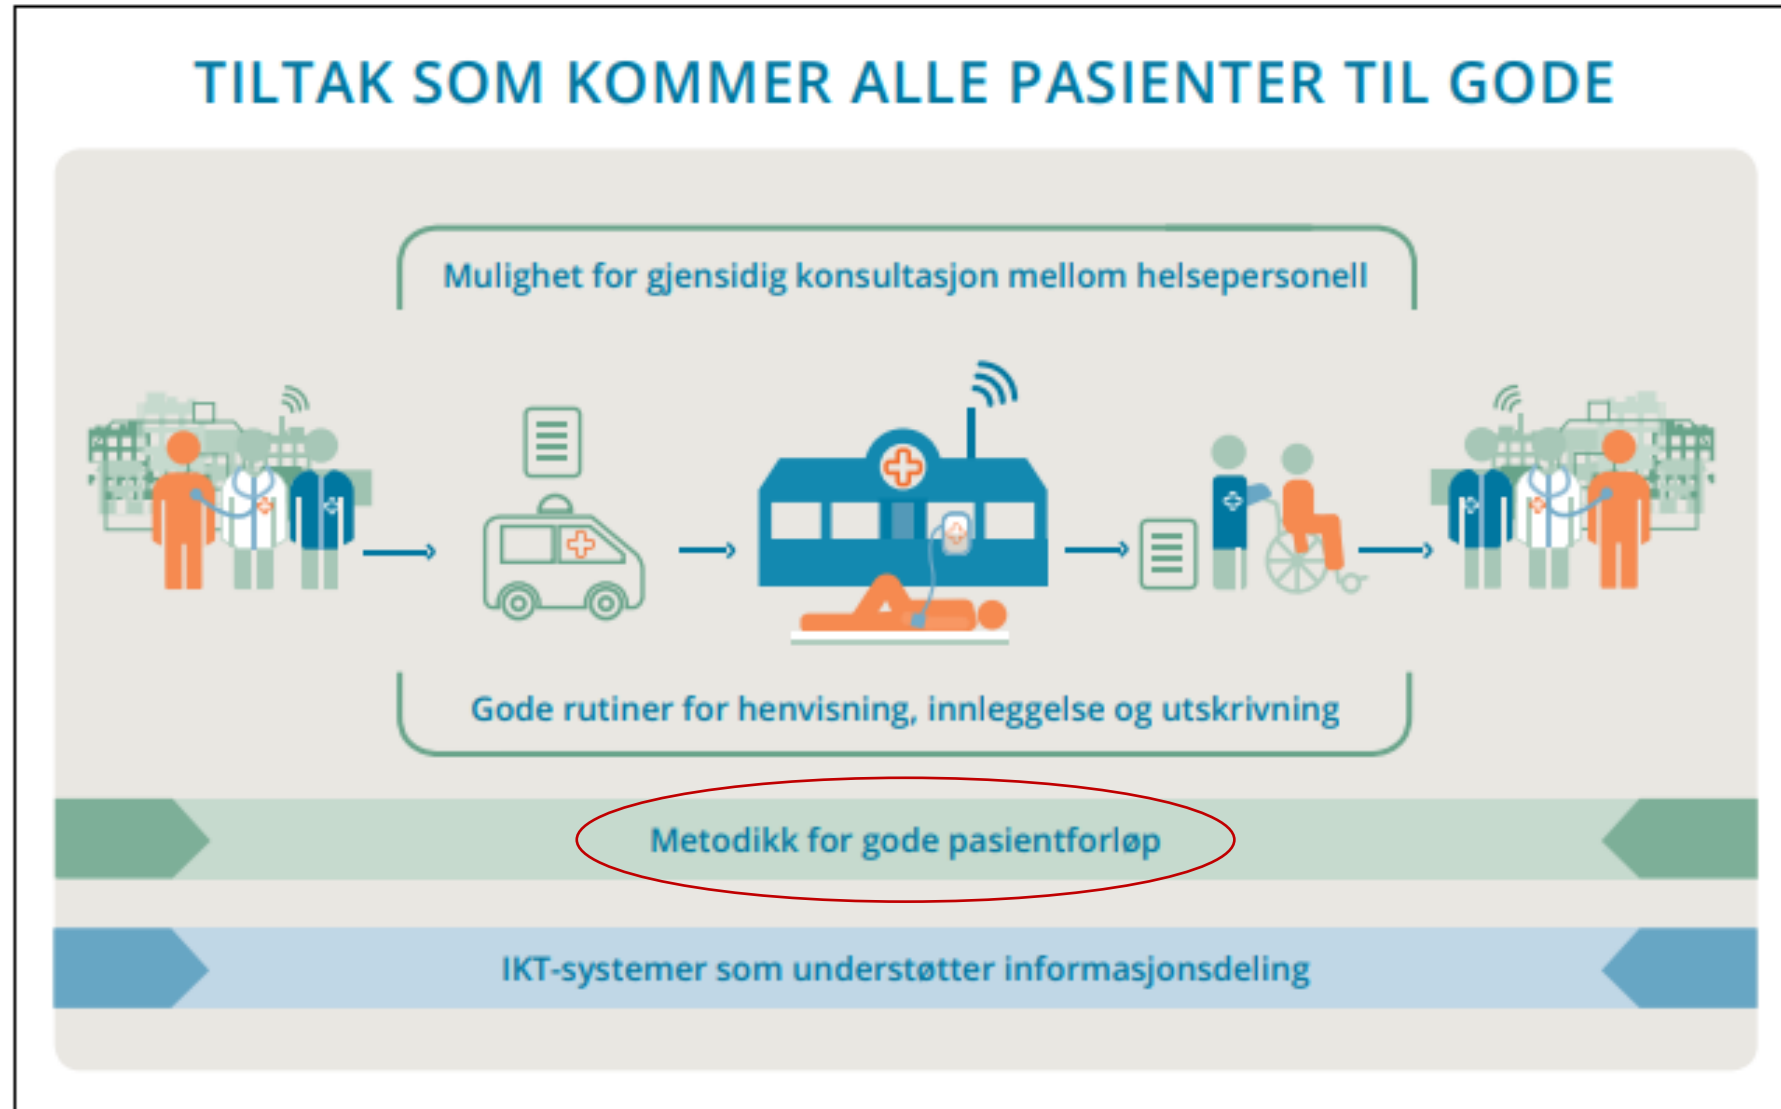 TILTAK SOM KOMMER ALLE PASIENTER TIL GODE
Mulighet for gjensidig konsultasjon mellom helsepersonell
Gode rutiner for henvisning, innleggelse og utskrivning
Metodikk for gode pasientforløp
IKT-systemer som understøtter informasjonsdeling